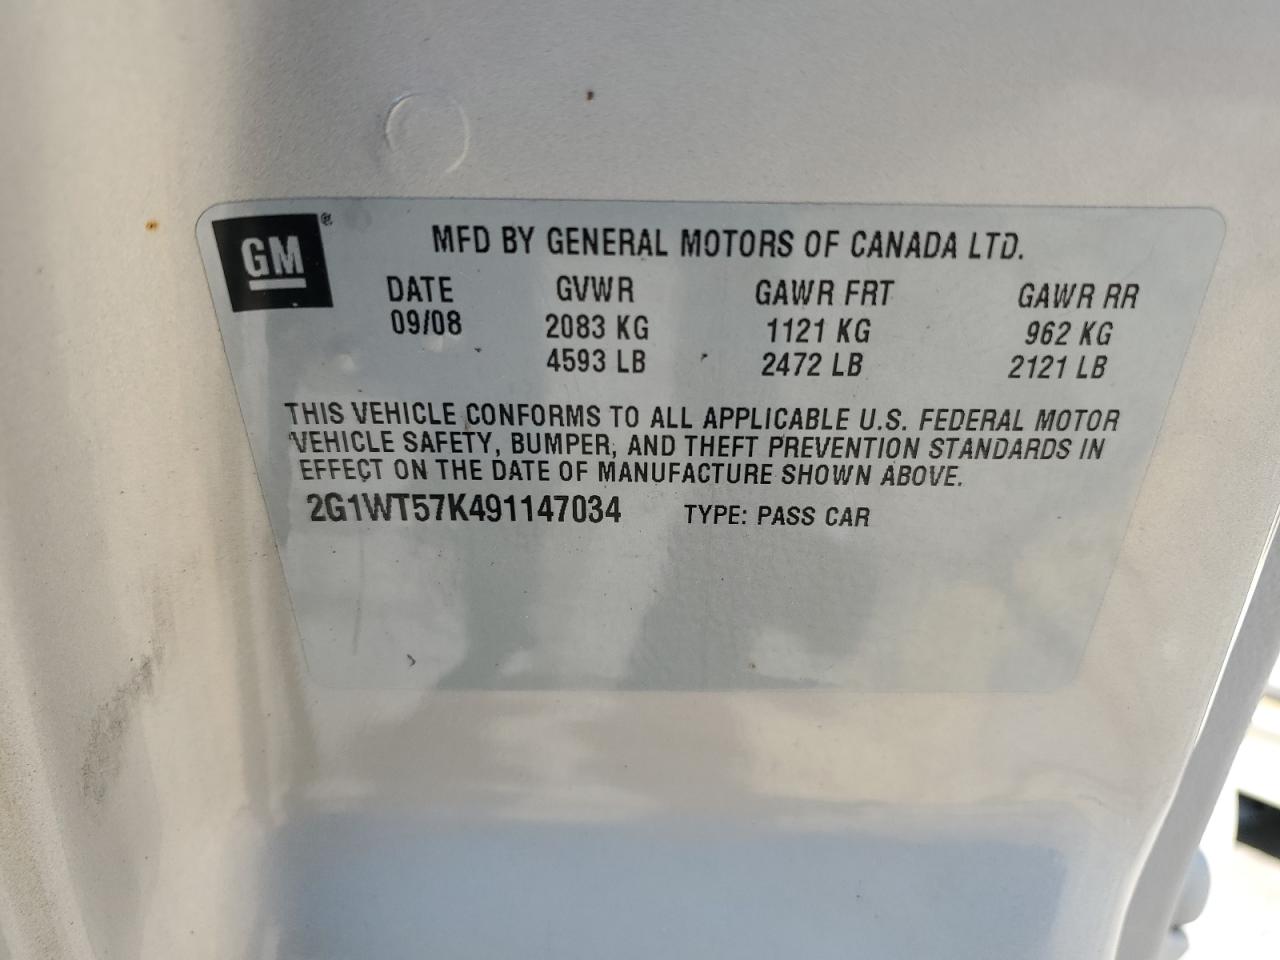 GM ®
MFD BY GENERAL MOTORS OF CANADA LTD.
DATE GVWR GAWR FRT GAWR RR
09/08 2083 KG 1121 KG 962 KG
4593 LB 2472 LB 2121 LB
THIS VEHICLE CONFORMS TO ALL APPLICABLE U.S. FEDERAL MOTOR
VEHICLE SAFETY, BUMPER, AND THEFT PREVENTION STANDARDS IN
EFFECT ON THE DATE OF MANUFACTURE SHOWN ABOVE.
2G1WT57K491147034 TYPE: PASS CAR